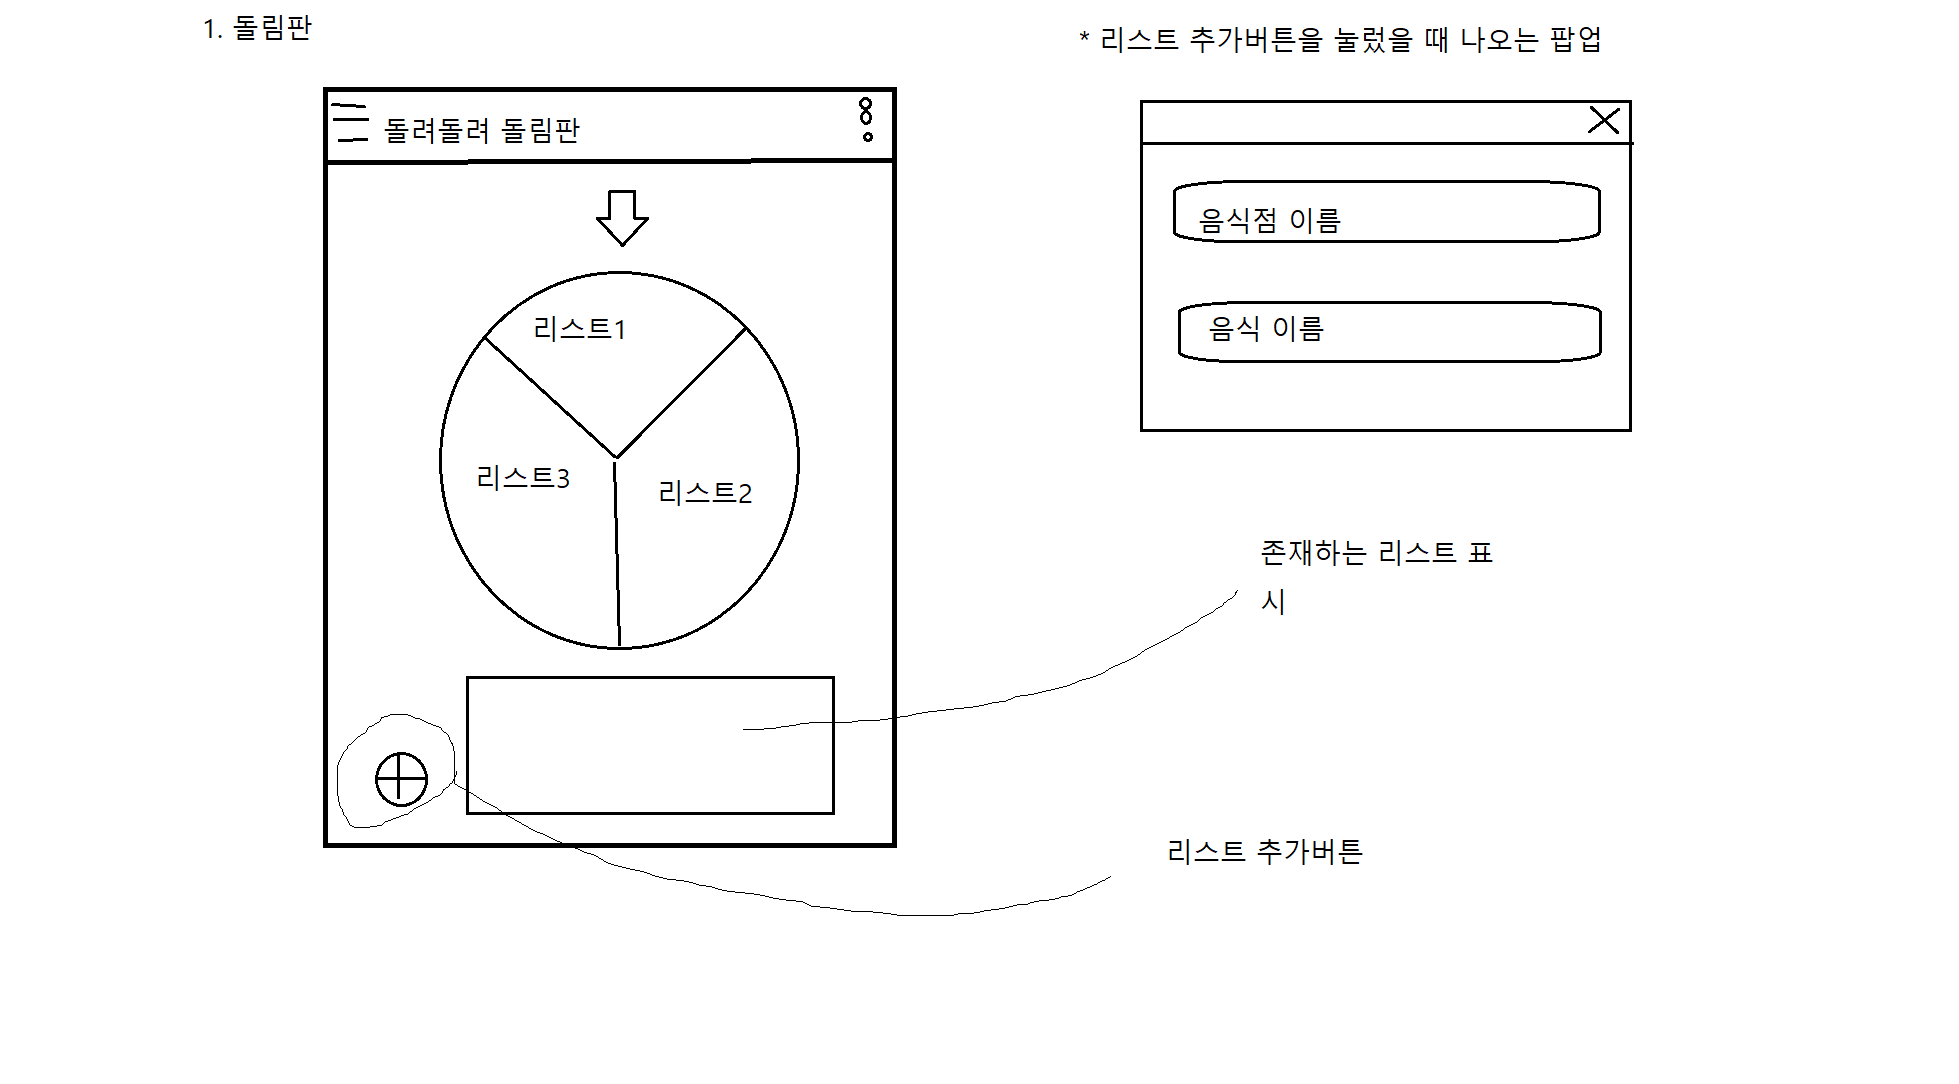 1. 돌림판
* 리스트 추가버튼을 눌렀을 때 나오는 팝업
돌려돌려 돌림판
음식점 이름
음식 이름
리스트1
리스트3
리스트2
존재하는 리스트 표
시
리스트 추가버튼